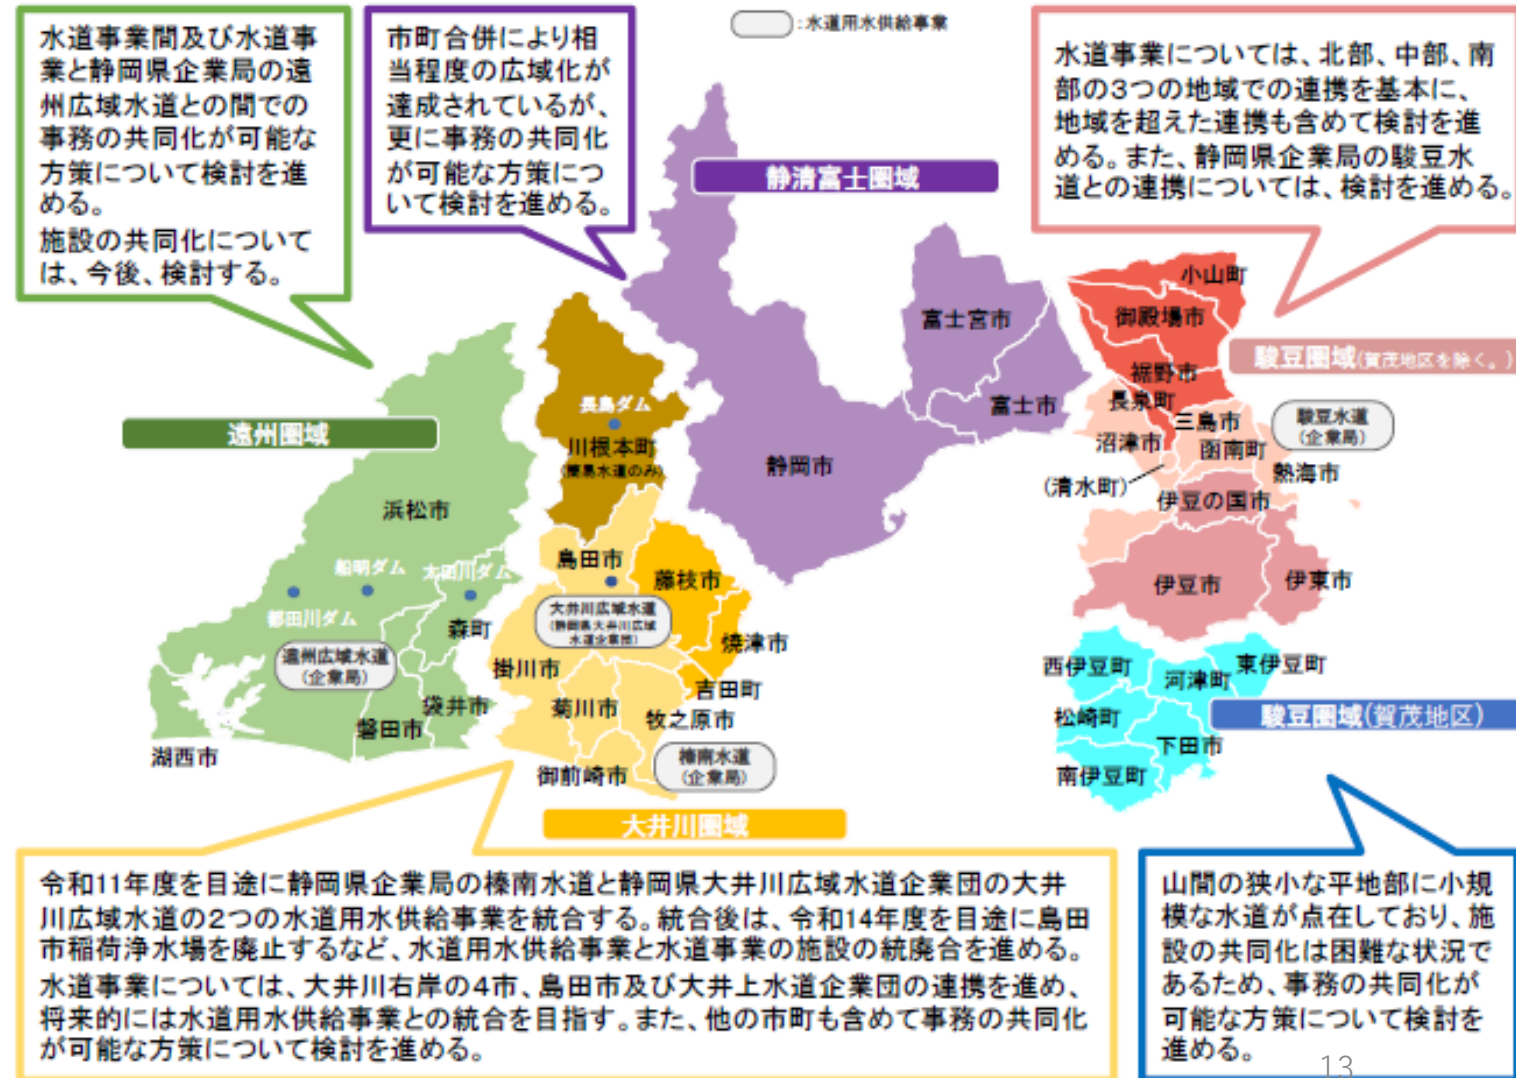 水道事業間及び水道事
業と静岡県企業局の遠
州広域水道との間での
事務の共同化が可能な
方策について検討を進
める。
施設の共同化について
は、今後、検討する。
市町合併により相
当程度の広域化が
達成されているが、
更に事務の共同化
が可能な方策につ
いて検討を進める。
:水道用水供給事業
水道事業については、北部、中部、南
部の3つの地域での連携を基本に、
地域を超えた連携も含めて検討を進
める。また、静岡県企業局の駿豆水
道との連携については、検討を進める。
静清富士圏域
小山町
御殿場市
裾野市
駿豆圏域(賀茂地区を除く。)
富士宮市
富士市
静岡市
長泉町
三島市
沼津市
函南町
駿豆水道
(企業局)
熱海市
(清水町)
伊豆の国市
伊豆市
伊東市
遠州圏域
長島ダム
川根本町
(簡易水道のみ)
浜松市
船明ダム
太田川ダム
都田川ダム
森町
遠州広域水道
(企業局)
袋井市
磐田市
湖西市
島田市
藤枝市
大井川広域水道
(静岡県大井川広域
水道企業団)
焼津市
掛川市
吉田町
菊川市
牧之原市
御前崎市
榛南水道
(企業局)
大井川圏域
西伊豆町
河津町
東伊豆町
松崎町
下田市
南伊豆町
駿豆圏域(賀茂地区)
令和11年度を目途に静岡県企業局の榛南水道と静岡県大井川広域水道企業団の大井
川広域水道の2つの水道用水供給事業を統合する。統合後は、令和14年度を目途に島田
市稲荷浄水場を廃止するなど、水道用水供給事業と水道事業の施設の統廃合を進める。
水道事業については、大井川右岸の4市、島田市及び大井上水道企業団の連携を進め、
将来的には水道用水供給事業との統合を目指す。また、他の市町も含めて事務の共同化
が可能な方策について検討を進める。
山間の狭小な平地部に小規
模な水道が点在しており、施
設の共同化は困難な状況で
あるため、事務の共同化が
可能な方策について検討を
進める。
13